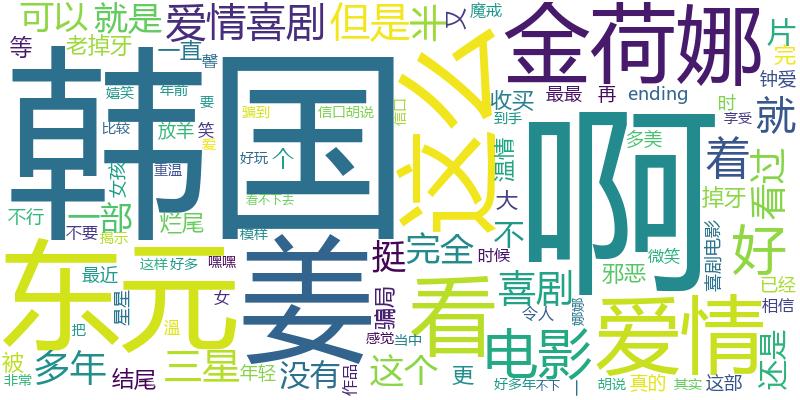 可以
就是
爱情喜剧
但是
半
又
魔戒
金荷娜
片
完
等
老掉牙
一直
馨
韩国
这么
收买
最最
再
ending
时
钟爱
就
嬉笑
年前
要
骗到
信口胡说
信口
到手
享受
比较
放羊
笑
爱
啊
多美
着
看过
女孩
重温
好玩
个
温情
掉牙
不行
一部
烂尾
看不下去
大
不要
揭示
模样
不
好
东元
姜
挺
完全
时候
微笑
喜剧电影
这样
好多
嘿嘿
最近
星星
女
骗局
看
喜剧
邪恶
已经
爱情
相信
令人
娜娜
把
温
感觉
当中
电影
还是
被
多年
三星
没有
这个
更
非常
结尾
年轻
作品
好多年
不下
一
胡说
真的
其实
这部